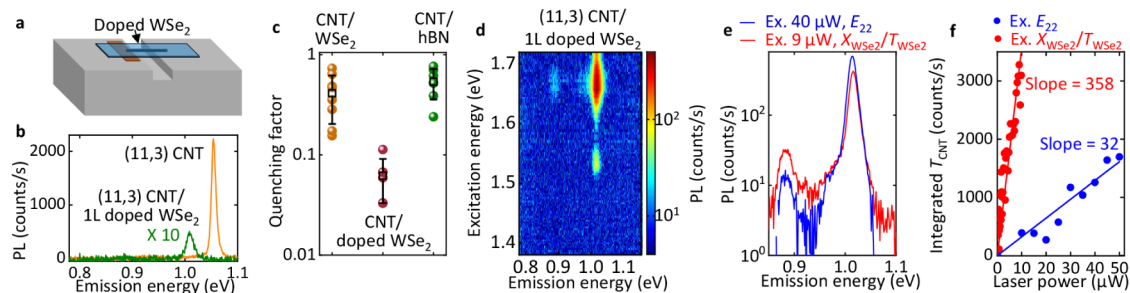 a
Doped WSe2
b
2000
1000
0
PL (counts/s)
(11,3) CNT
(11,3) CNT/
1L doped WSe2
X 10
0.8
0.9
1.0
1.1
Emission energy (eV)
c
CNT/
WSe2
CNT/
hBN
1
0.1
0.01
Quenching factor
CNT/
doped WSe2
d
(11,3) CNT/
1L doped WSe2
1.7
1.6
1.5
1.4
Excitation energy (eV)
0.9
1.0
1.1
Emission energy (eV)
10^2
10^1
PL (counts/s)
e
Ex. 40 µW, E22
Ex. 9 µW, XWSe2/TWSe2
10^2
10^1
10^0
PL (counts/s)
0.9
1.0
1.1
Emission energy (eV)
f
Ex. E22
Ex. XWSe2/TWSe2
3000
2000
1000
0
Integrated TCNT (counts/s)
Slope = 358
Slope = 32
0
10
20
30
40
50
Laser power (µW)